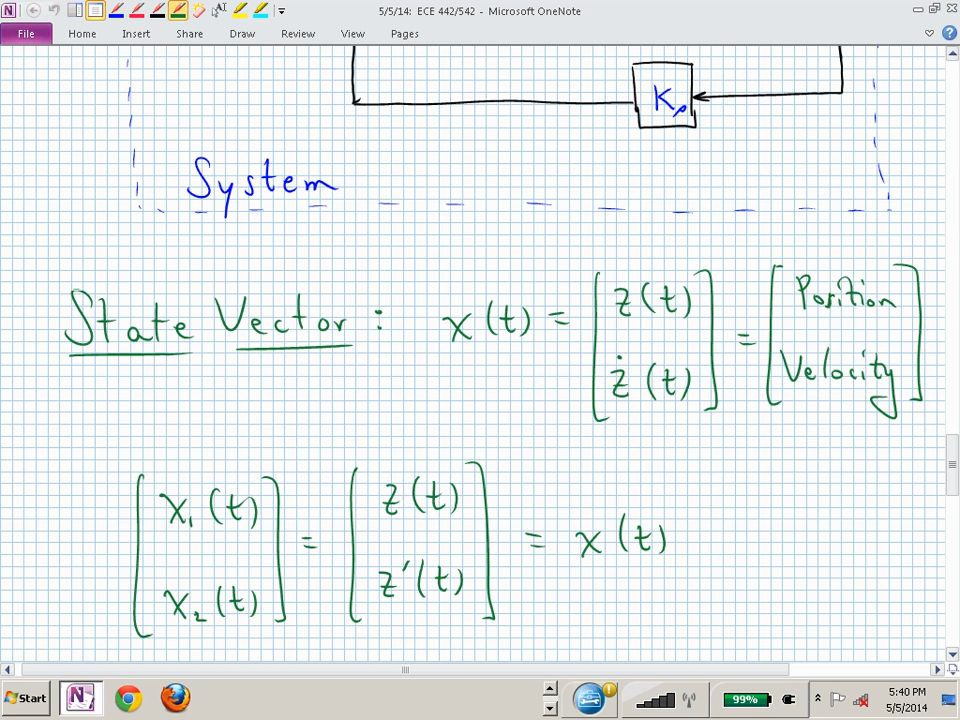 5/5/14: ECE 442/542 - Microsoft OneNote
File Home Insert Share Draw Review View Pages
Kp
System
State Vector: x(t) = [z(t) ż(t)] = [Position Velocity]
[x₁(t) x₂(t)] = [z(t) z'(t)] = x(t)
Start 99% 5:40 PM
5/5/2014